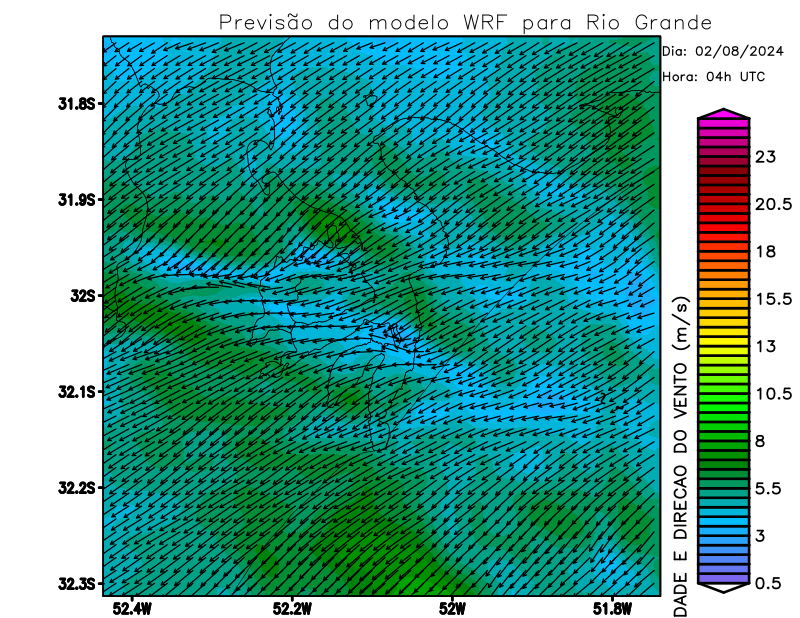 Previsão do modelo WRF para Rio Grande
Dia: 02/08/2024
Hora: 04h UTC
31.8S
31.9S
32S
32.1S
32.2S
32.3S
52.4W
52.2W
52W
51.8W
23
20.5
18
15.5
13
10.5
8
5.5
3
0.5
DADE E DIRECAO DO VENTO (m/s)